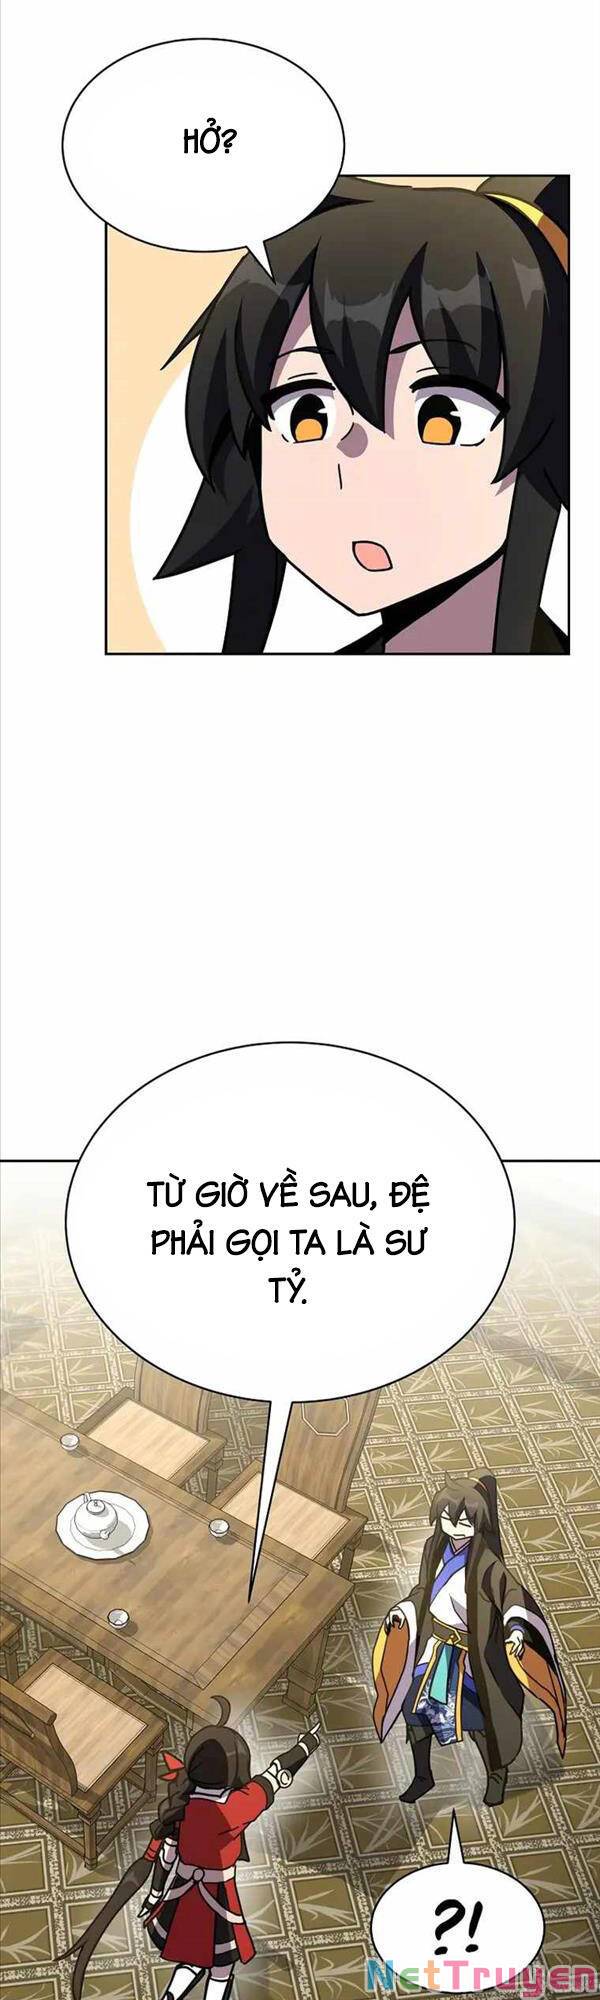 HỞ?
TỪ GIỜ VỀ SAU, ĐỆ
PHẢI GỌI TA LÀ SƯ
TỶ.
?!
NetTruyen